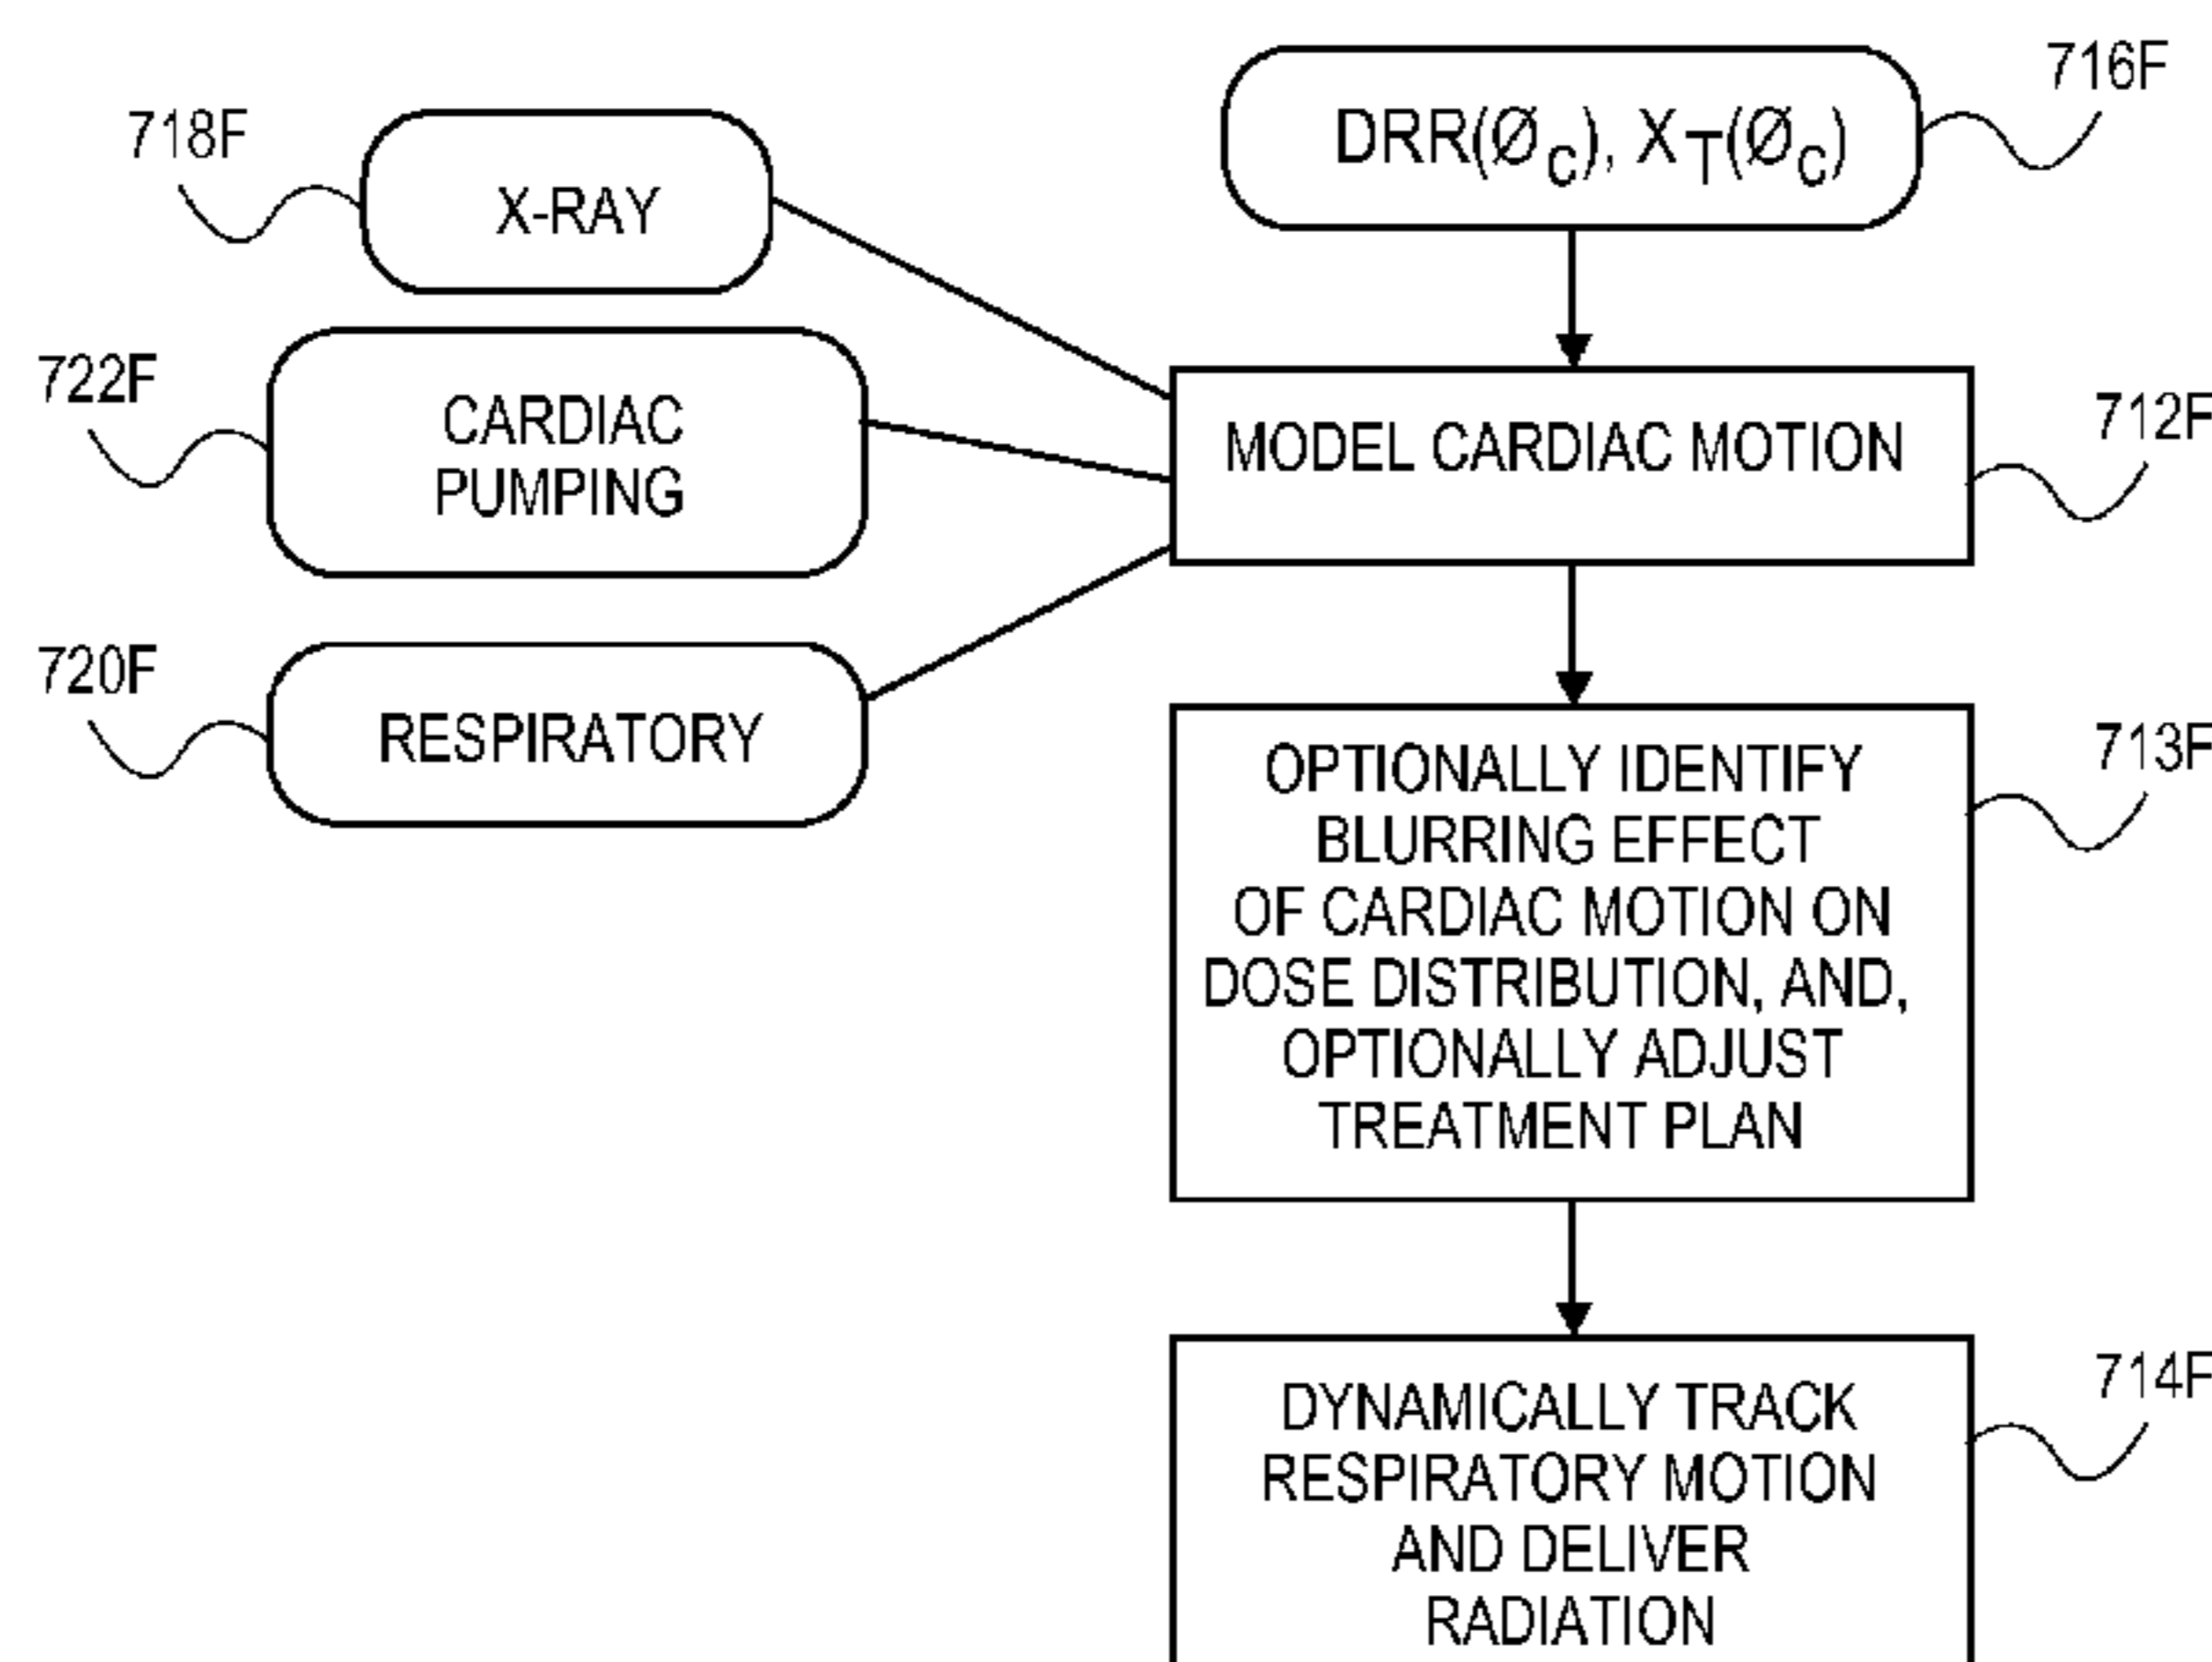 716F
DRR(Øc), XT(Øc)
718F
X-RAY
722F
CARDIAC
PUMPING
712F
MODEL CARDIAC MOTION
720F
RESPIRATORY
713F
OPTIONALLY IDENTIFY
BLURRING EFFECT
OF CARDIAC MOTION ON
DOSE DISTRIBUTION, AND,
OPTIONALLY ADJUST
TREATMENT PLAN
714F
DYNAMICALLY TRACK
RESPIRATORY MOTION
AND DELIVER
RADIATION